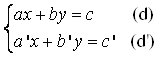 ax + by = c (d)
a'x + b'y = c' (d')